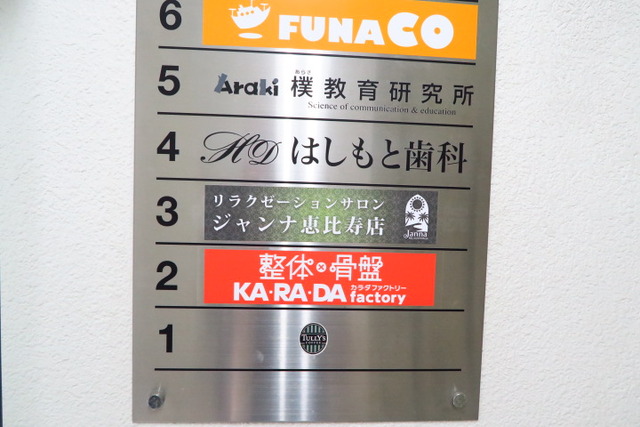 6 FUNACO
5 Araki 樸教育研究所
あらき
Science of communication & education
4 HD はしもと歯科
3 リラクゼーションサロン
ジャンナ恵比寿店
Janna
2 整体×骨盤
KA・RA・DA カラダファクトリー factory
1 TULLY'S
COFFEE